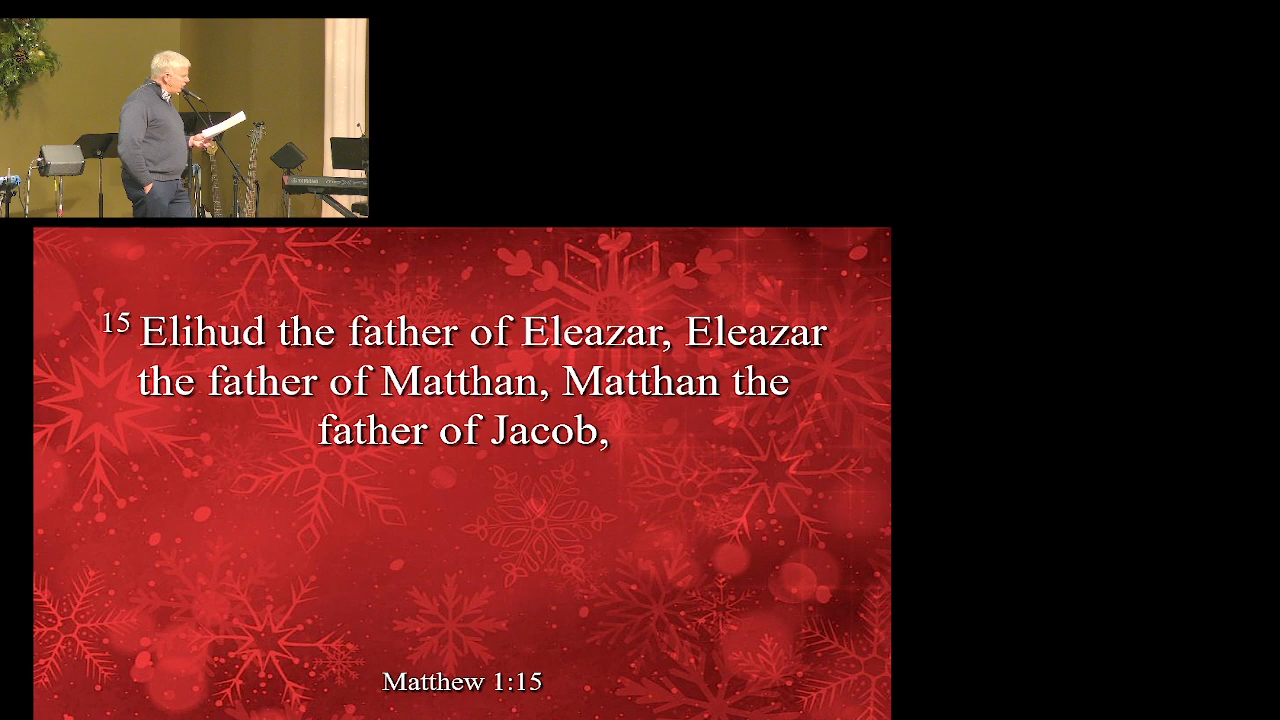 15 Elihud the father of Eleazar, Eleazar
the father of Matthan, Matthan the
father of Jacob,
Matthew 1:15